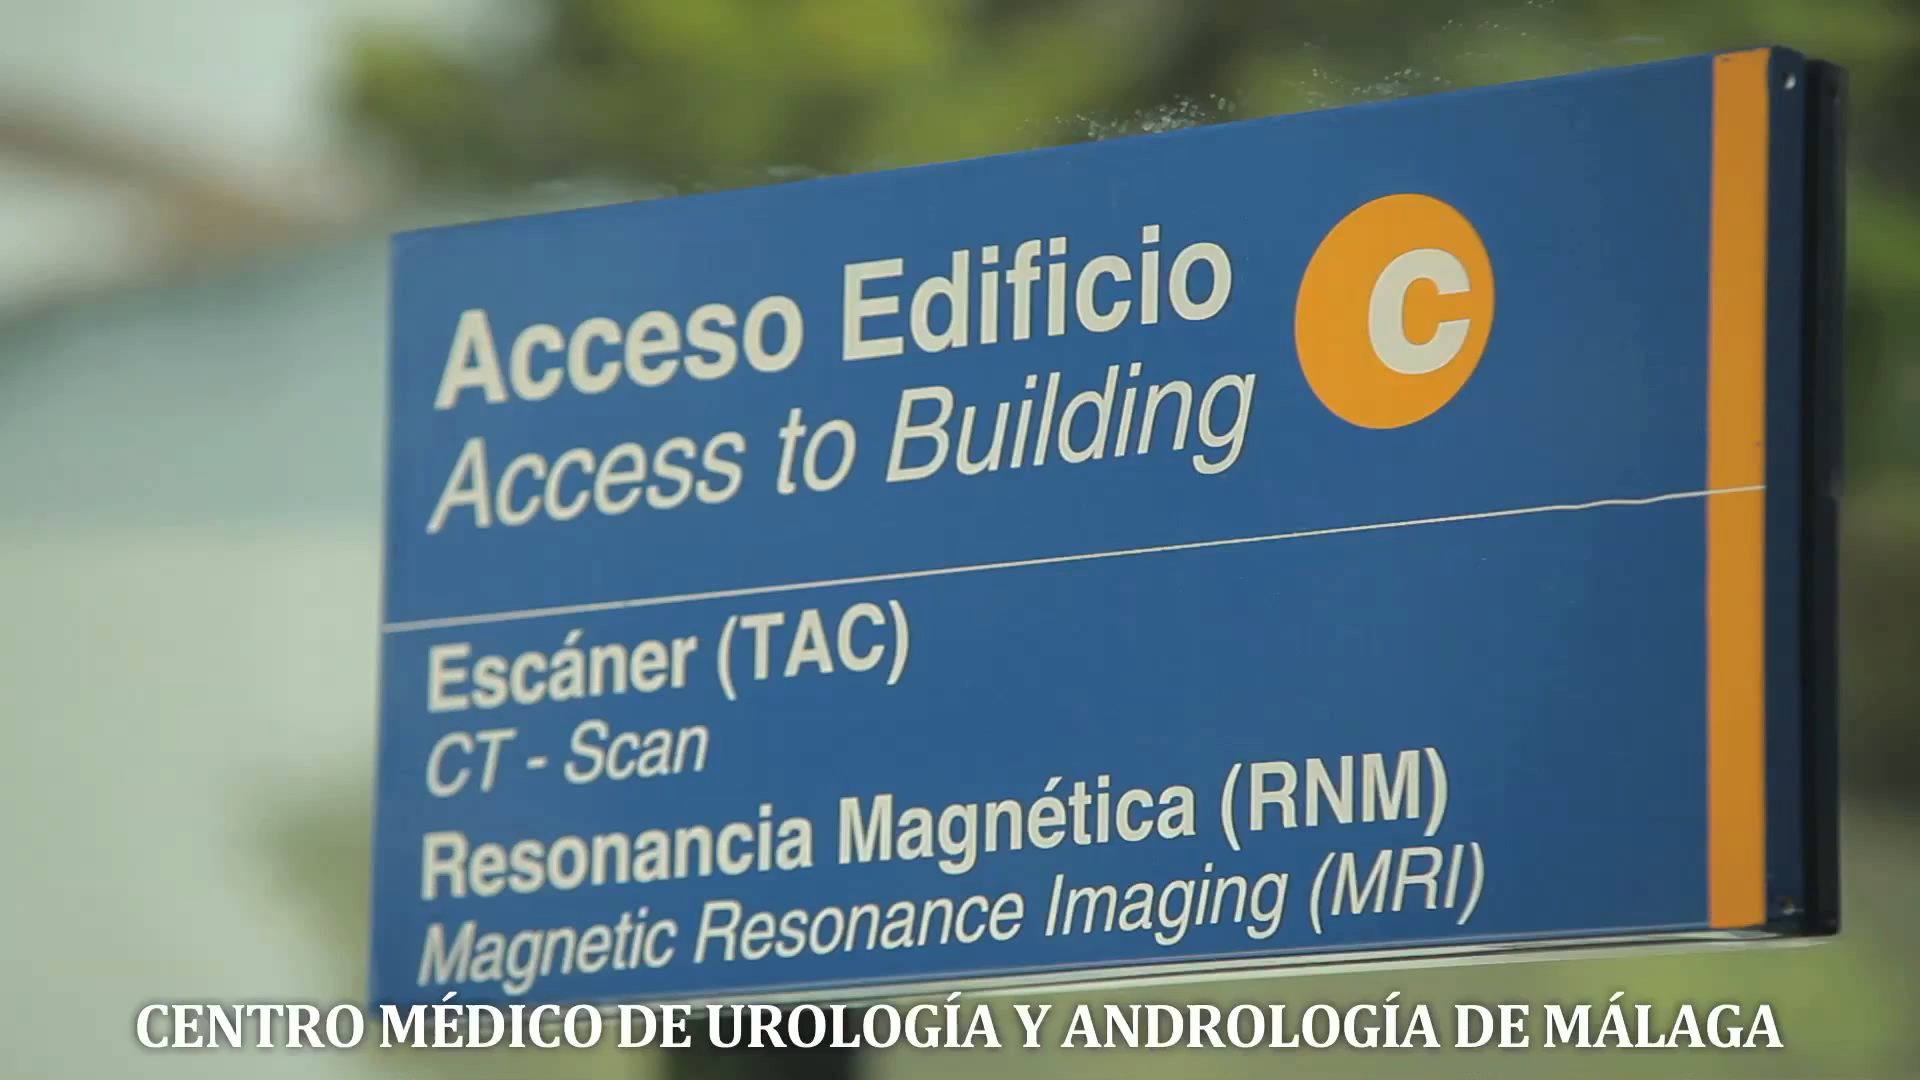 Acceso Edificio C
Access to Building
Escáner (TAC)
CT - Scan
Resonancia Magnética (RNM)
Magnetic Resonance Imaging (MRI)
CENTRO MÉDICO DE UROLOGÍA Y ANDROLOGÍA DE MÁLAGA